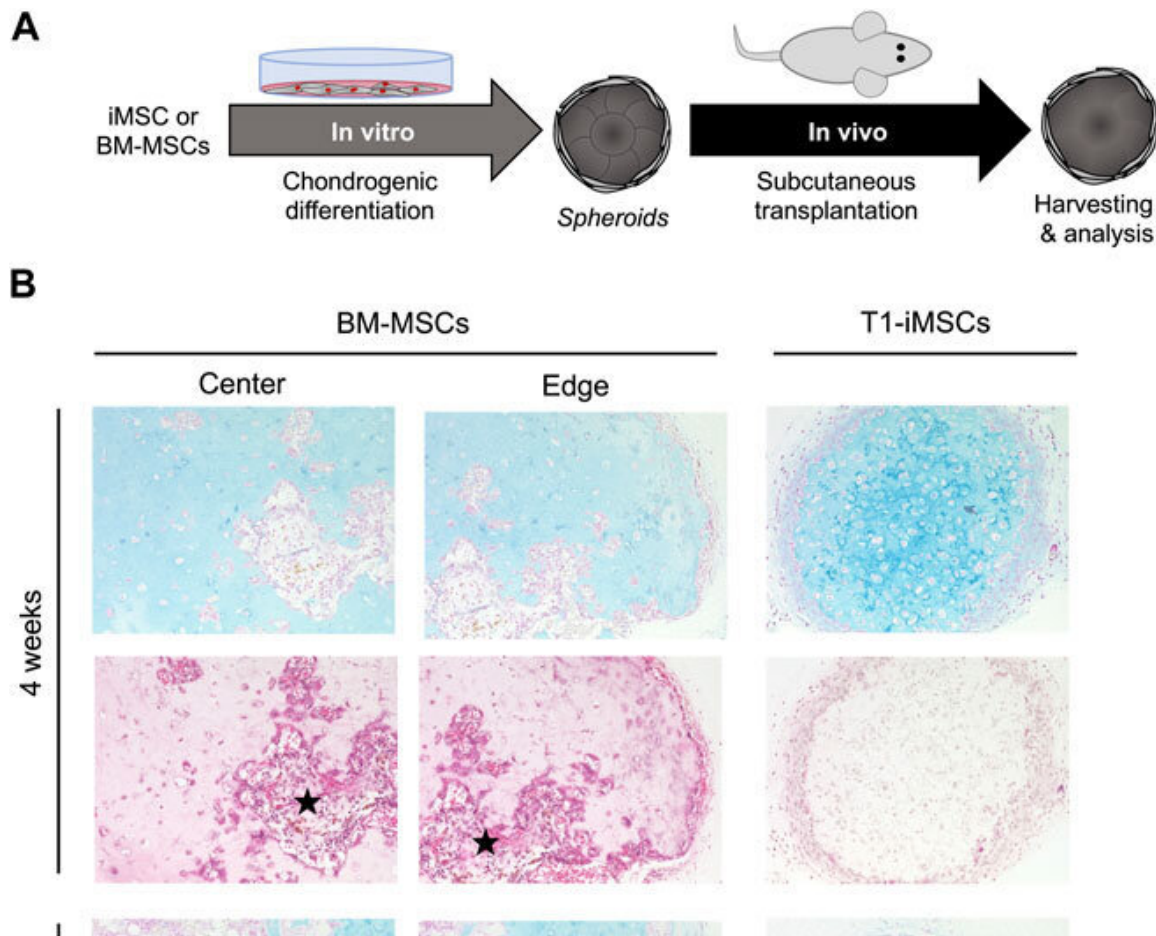 A
iMSC or
BM-MSCs
In vitro
Chondrogenic
differentiation
Spheroids
In vivo
Subcutaneous
transplantation
Harvesting
& analysis
B
BM-MSCs
T1-iMSCs
Center
Edge
4 weeks